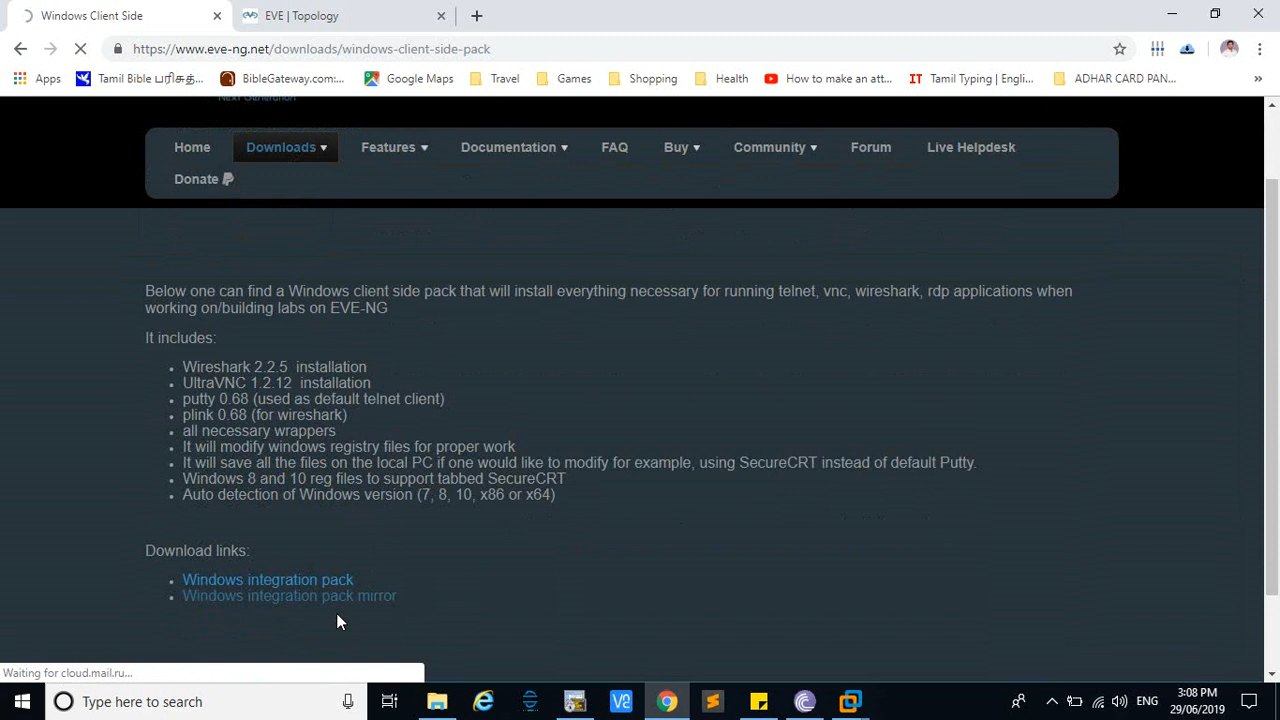 Windows Client Side
EVE | Topology
https://www.eve-ng.net/downloads/windows-client-side-pack
Apps
Tamil Bible பரிசுத...
BibleGateway.com:...
Google Maps
Travel
Games
Shopping
Health
How to make an att...
Tamil Typing | Engli...
ADHAR CARD PAN...
»
Next Generation
Home
Downloads
Features
Documentation
FAQ
Buy
Community
Forum
Live Helpdesk
Donate
Below one can find a Windows client side pack that will install everything necessary for running telnet, vnc, wireshark, rdp applications when
working on/building labs on EVE-NG
It includes:
Wireshark 2.2.5 installation
UltraVNC 1.2.12 installation
putty 0.68 (used as default telnet client)
plink 0.68 (for wireshark)
all necessary wrappers
It will modify windows registry files for proper work
It will save all the files on the local PC if one would like to modify for example, using SecureCRT instead of default Putty.
Windows 8 and 10 reg files to support tabbed SecureCRT
Auto detection of Windows version (7, 8, 10, x86 or x64)
Download links:
Windows integration pack
Windows integration pack mirror
Waiting for cloud.mail.ru...
Type here to search
ENG
3:08 PM
29/06/2019